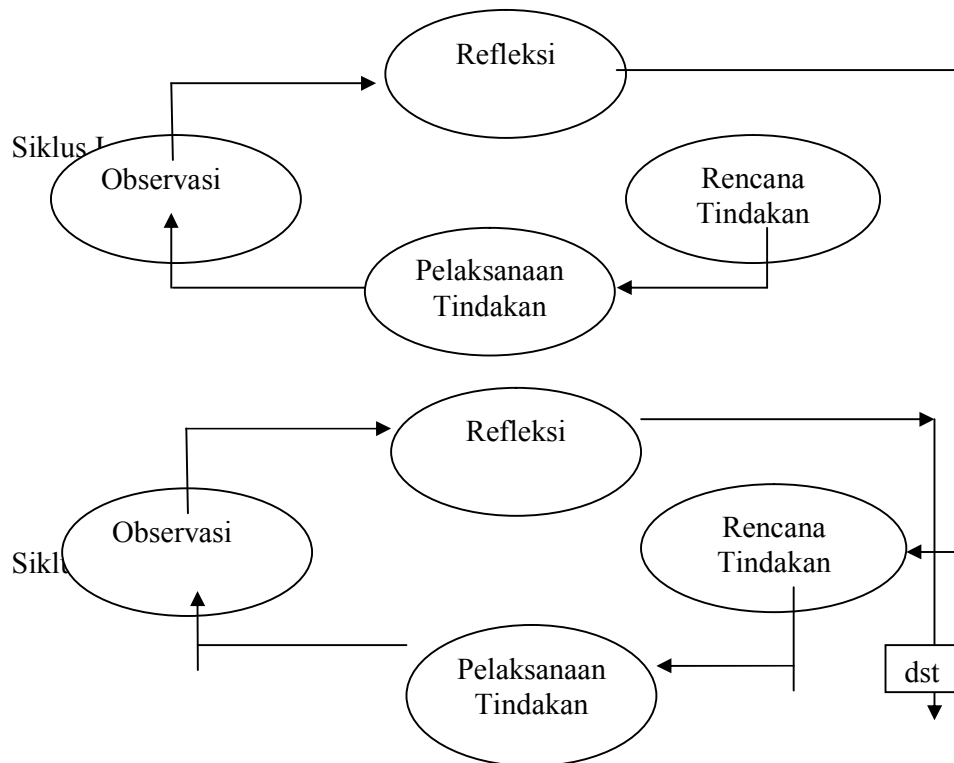 Refleksi
Siklus I
Observasi
Rencana
Tindakan
Pelaksanaan
Tindakan
Refleksi
Observasi
Rencana
Tindakan
Pelaksanaan
Tindakan
dst